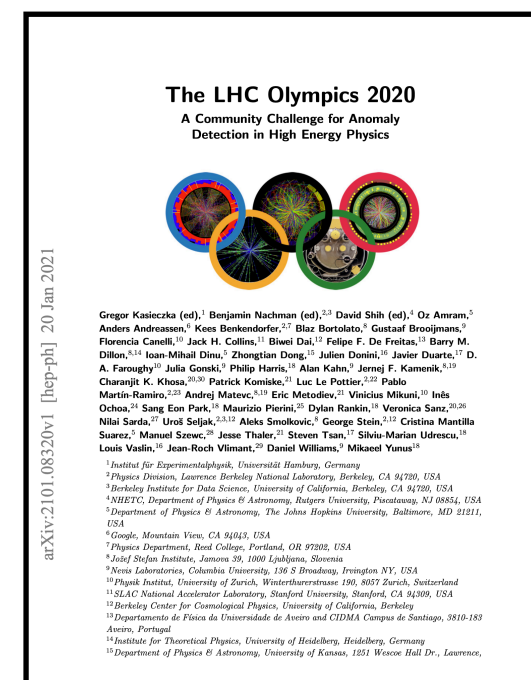 arXiv:2101.08320v1 [hep-ph] 20 Jan 2021
The LHC Olympics 2020
A Community Challenge for Anomaly
Detection in High Energy Physics
Gregor Kasieczka (ed),1 Benjamin Nachman (ed),2,3 David Shih (ed),4 Oz Amram,5
Anders Andreassen,6 Kees Benkendorfer,2,7 Blaz Bortolato,8 Gustaaf Brooijmans,9
Florencia Canelli,10 Jack H. Collins,11 Biwei Dai,12 Felipe F. De Freitas,13 Barry M.
Dillon,8,14 Ioan-Mihail Dinu,5 Zhongtian Dong,15 Julien Donini,16 Javier Duarte,17 D.
A. Faroughy10 Julia Gonski,9 Philip Harris,18 Alan Kahn,9 Jernej F. Kamenik,8,19
Charanjit K. Khosa,20,30 Patrick Komiske,21 Luc Le Pottier,2,22 Pablo
Martín-Ramiro,2,23 Andrej Matevc,8,19 Eric Metodiev,21 Vinicius Mikuni,10 Inês
Ochoa,24 Sang Eon Park,18 Maurizio Pierini,25 Dylan Rankin,18 Veronica Sanz,20,26
Nilai Sarda,27 Uroš Seljak,2,3,12 Aleks Smolkovic,8 George Stein,2,12 Cristina Mantilla
Suarez,5 Manuel Szewc,28 Jesse Thaler,21 Steven Tsan,17 Silviu-Marian Udrescu,18
Louis Vaslin,16 Jean-Roch Vlimant,29 Daniel Williams,9 Mikaeel Yunus18
1Institut für Experimentalphysik, Universität Hamburg, Germany
2Physics Division, Lawrence Berkeley National Laboratory, Berkeley, CA 94720, USA
3Berkeley Institute for Data Science, University of California, Berkeley, CA 94720, USA
4NHETC, Department of Physics & Astronomy, Rutgers University, Piscataway, NJ 08854, USA
5Department of Physics & Astronomy, The Johns Hopkins University, Baltimore, MD 21211,
USA
6Google, Mountain View, CA 94043, USA
7Physics Department, Reed College, Portland, OR 97202, USA
8Jožef Stefan Institute, Jamova 39, 1000 Ljubljana, Slovenia
9Nevis Laboratories, Columbia University, 136 S Broadway, Irvington NY, USA
10Physik Institut, University of Zurich, Winterthurerstrasse 190, 8057 Zurich, Switzerland
11SLAC National Accelerator Laboratory, Stanford University, Stanford, CA 94309, USA
12Berkeley Center for Cosmological Physics, University of California, Berkeley
13Departamento de Física da Universidade de Aveiro and CIDMA Campus de Santiago, 3810-183
Aveiro, Portugal
14Institute for Theoretical Physics, University of Heidelberg, Heidelberg, Germany
15Department of Physics & Astronomy, University of Kansas, 1251 Wescoe Hall Dr., Lawrence,